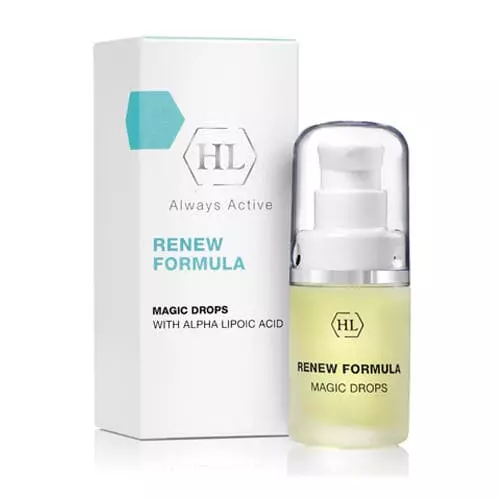 HL
Always Active
RENEW
FORMULA
MAGIC DROPS
WITH ALPHA LIPOIC ACID
HL
RENEW FORMULA
MAGIC DROPS